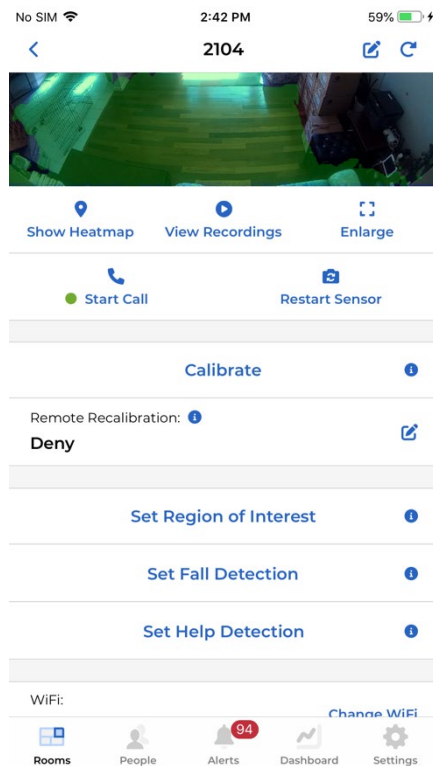 No SIM 2:42 PM 59%
2104
Show Heatmap View Recordings Enlarge
Start Call Restart Sensor
Calibrate
Remote Recalibration:
Deny
Set Region of Interest
Set Fall Detection
Set Help Detection
WiFi:
Change WiFi
94
Rooms People Alerts Dashboard Settings